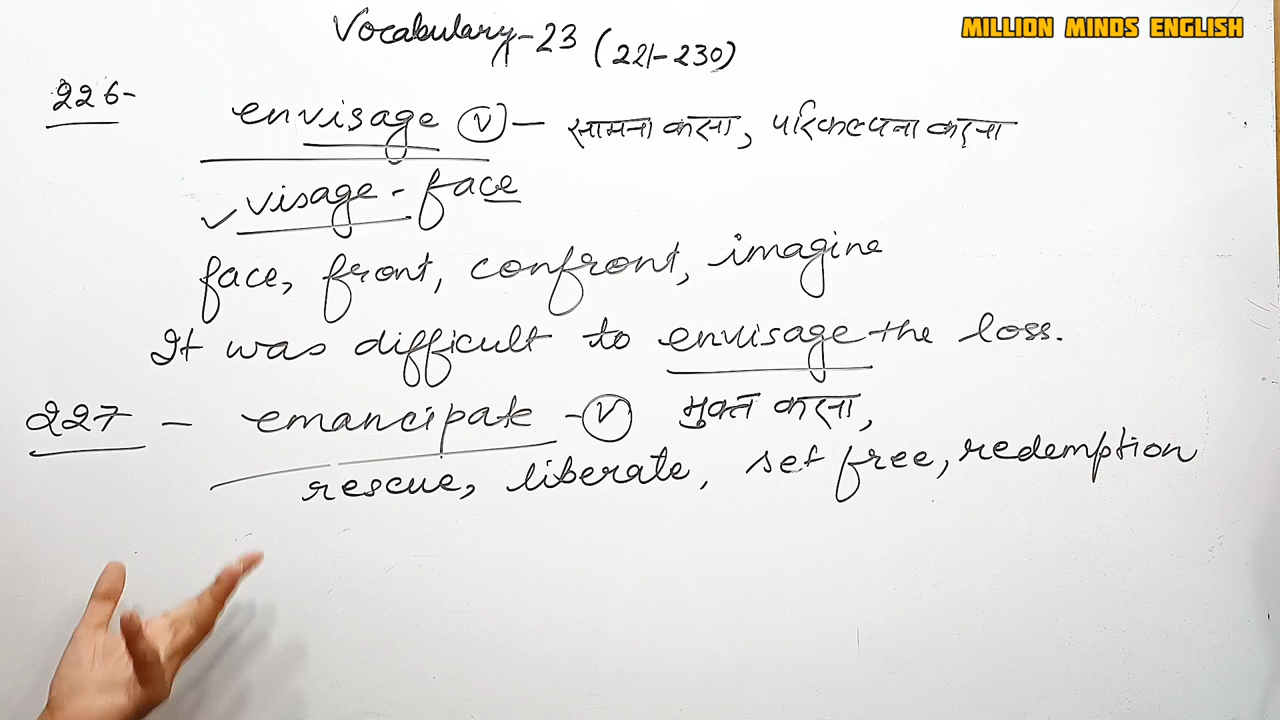 Vocabulary-23 (221-230)
MILLION MINDS ENGLISH
226- envisage (V) – सामना करना, परिकल्पना करना
visage - face
face, front, confront, imagine
It was difficult to envisage the loss.
227 - emancipate - (V) मुक्त करना,
rescue, liberate, set free, redemption